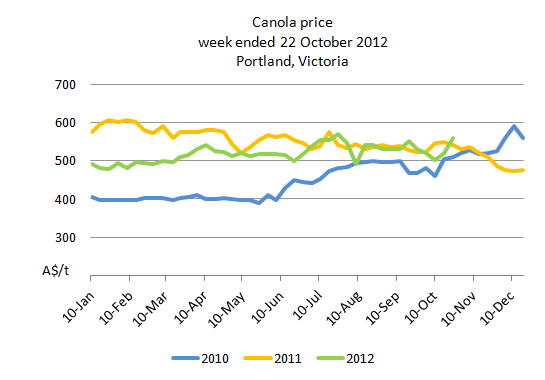 Canola price
week ended 22 October 2012
Portland, Victoria
700
600
500
400
300
A$/t
10-Jan 10-Feb 10-Mar 10-Apr 10-May 10-Jun 10-Jul 10-Aug 10-Sep 10-Oct 10-Nov 10-Dec
2010 2011 2012